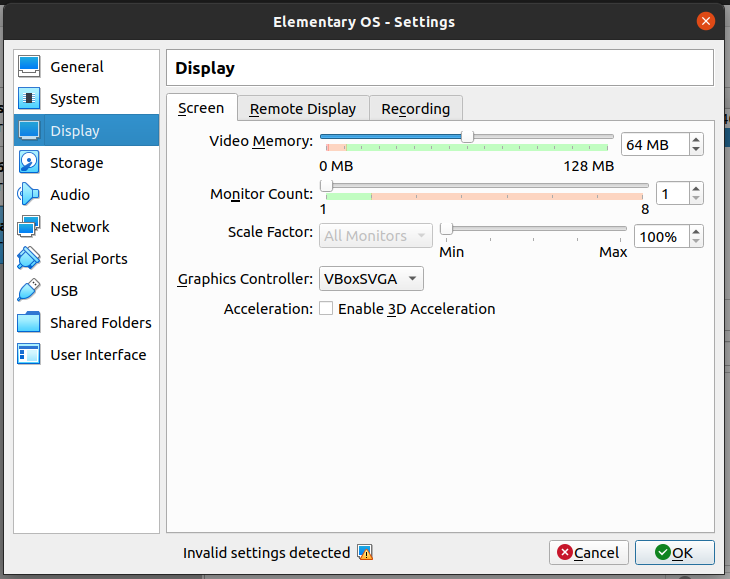 Elementary OS - Settings
General
System
Display
Storage
Audio
Network
Serial Ports
USB
Shared Folders
User Interface
Display
Screen Remote Display Recording
Video Memory: 64 MB
0 MB 128 MB
Monitor Count: 1
1 8
Scale Factor: All Monitors 100%
Min Max
Graphics Controller: VBoxSVGA
Acceleration: Enable 3D Acceleration
Invalid settings detected Cancel OK